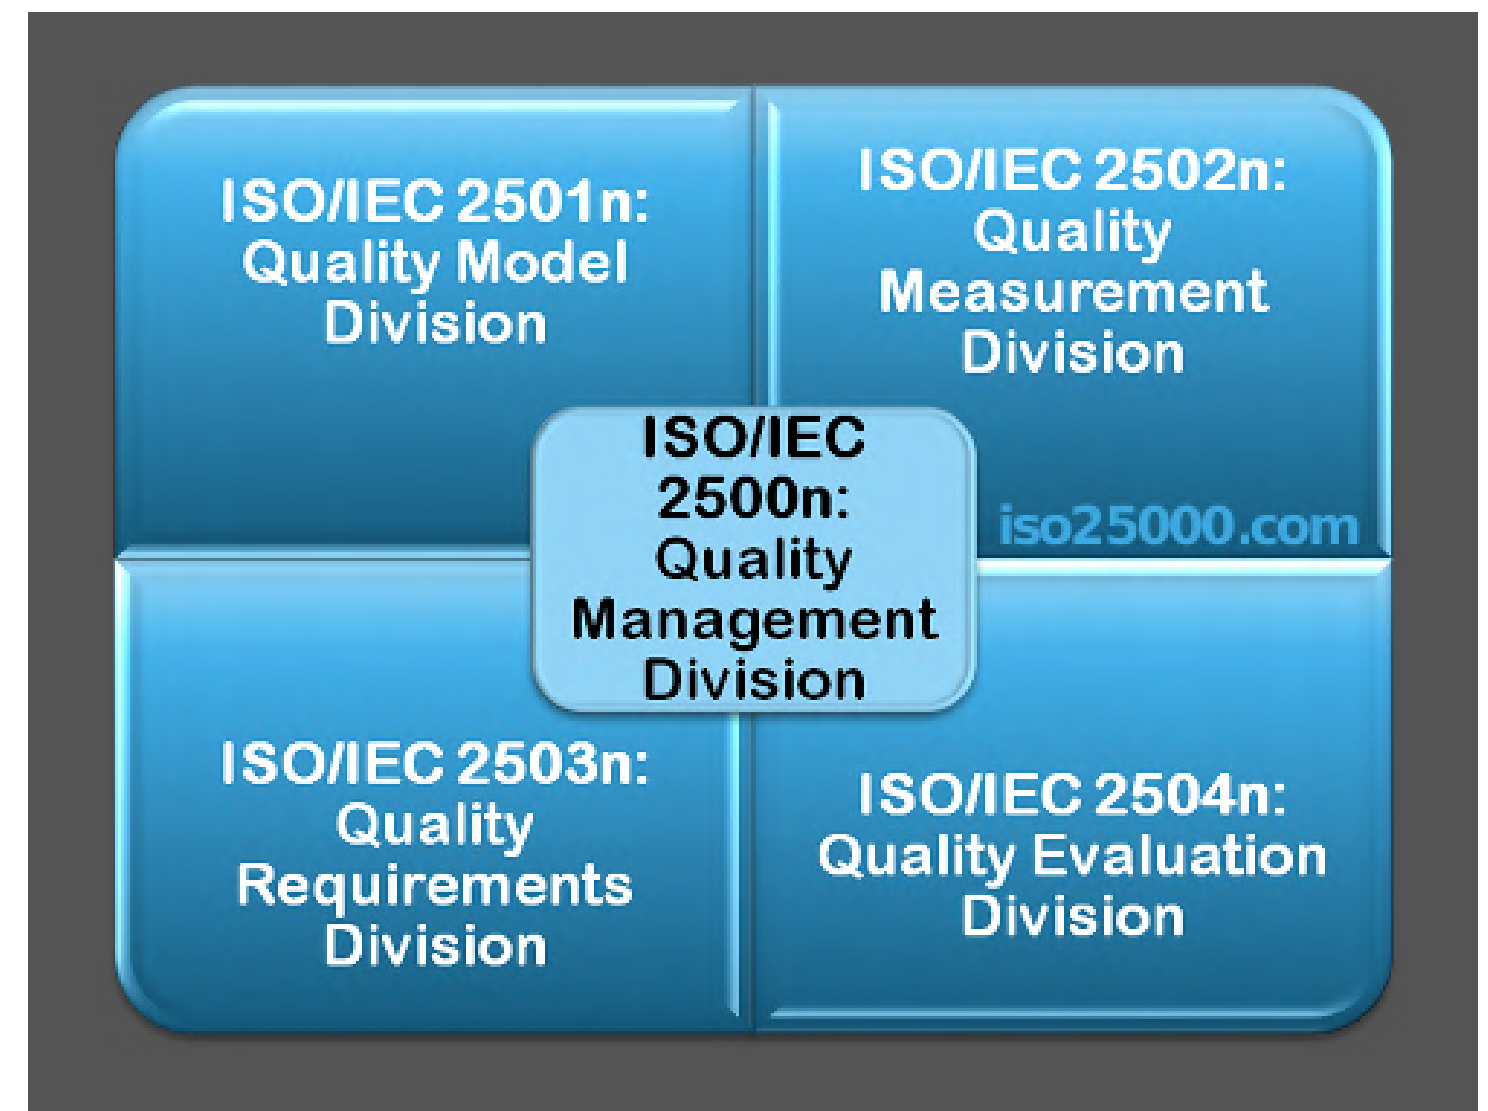 ISO/IEC 2501n:
Quality Model
Division
ISO/IEC 2502n:
Quality
Measurement
Division
ISO/IEC
2500n:
Quality
Management
Division
iso25000.com
ISO/IEC 2503n:
Quality
Requirements
Division
ISO/IEC 2504n:
Quality Evaluation
Division